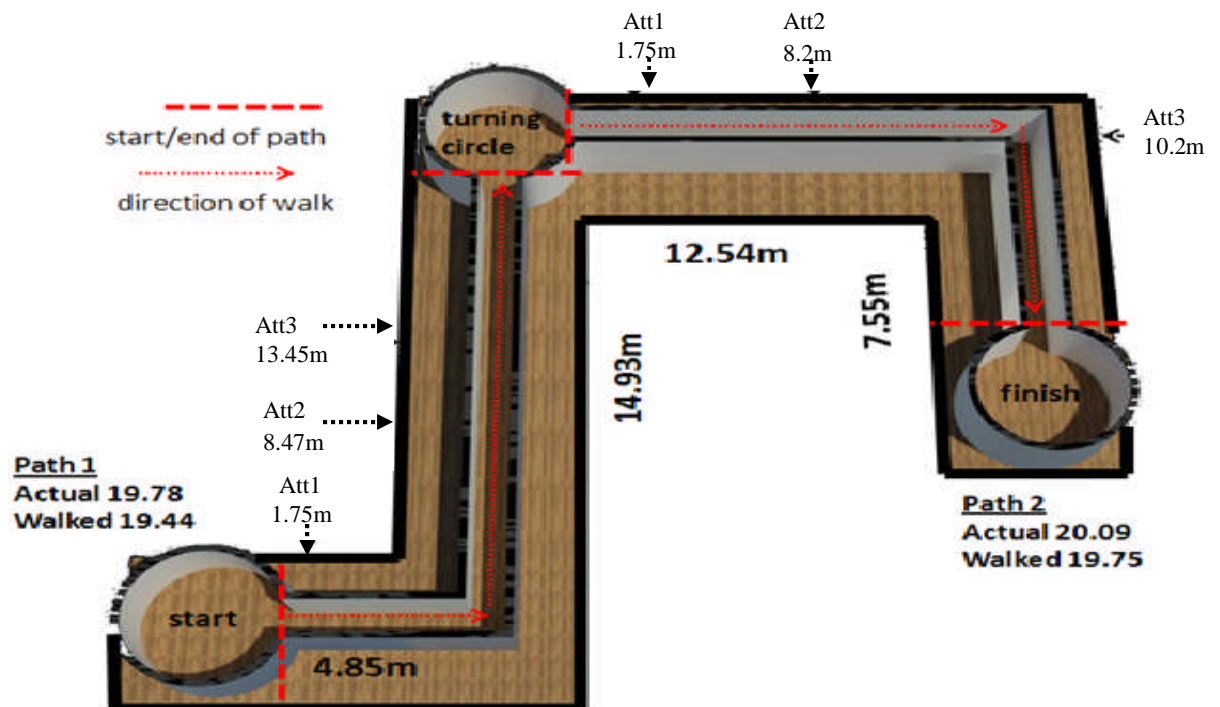 Att1
1.75m
Att2
8.2m
Att3
10.2m
start/end of path
direction of walk
turning
circle
12.54m
7.55m
14.93m
Att3
13.45m
Att2
8.47m
Att1
1.75m
Path 1
Actual 19.78
Walked 19.44
start
4.85m
finish
Path 2
Actual 20.09
Walked 19.75